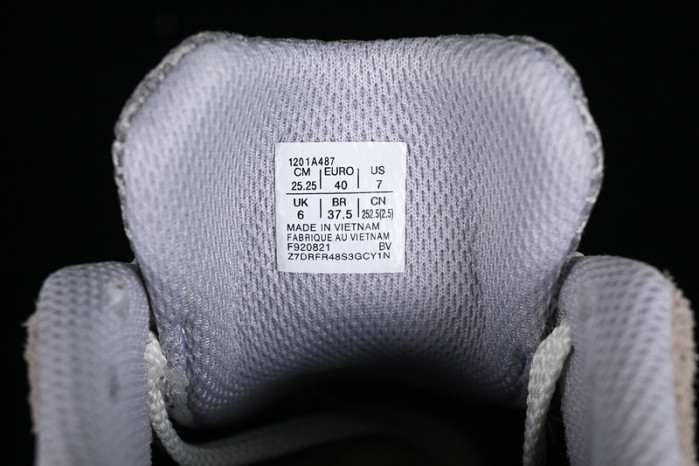 1201A487
CM EURO US
25.25 40 7
UK BR CN
6 37.5 252.5(2.5)
MADE IN VIETNAM
FABRIQUE AU VIETNAM
F920821 BV
Z7DRFR48S3GCY1N